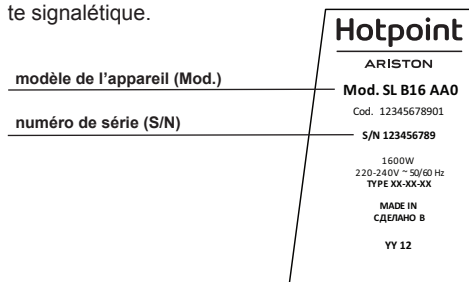 te signalétique.
modèle de l’appareil (Mod.)
numéro de série (S/N)
Hotpoint
ARISTON
Mod. SL B16 AA0
Cod. 12345678901
S/N 123456789
1600W
220-240V ~ 50/60 Hz
TYPE XX-XX-XX
MADE IN
СДЕЛАНО В
YY 12